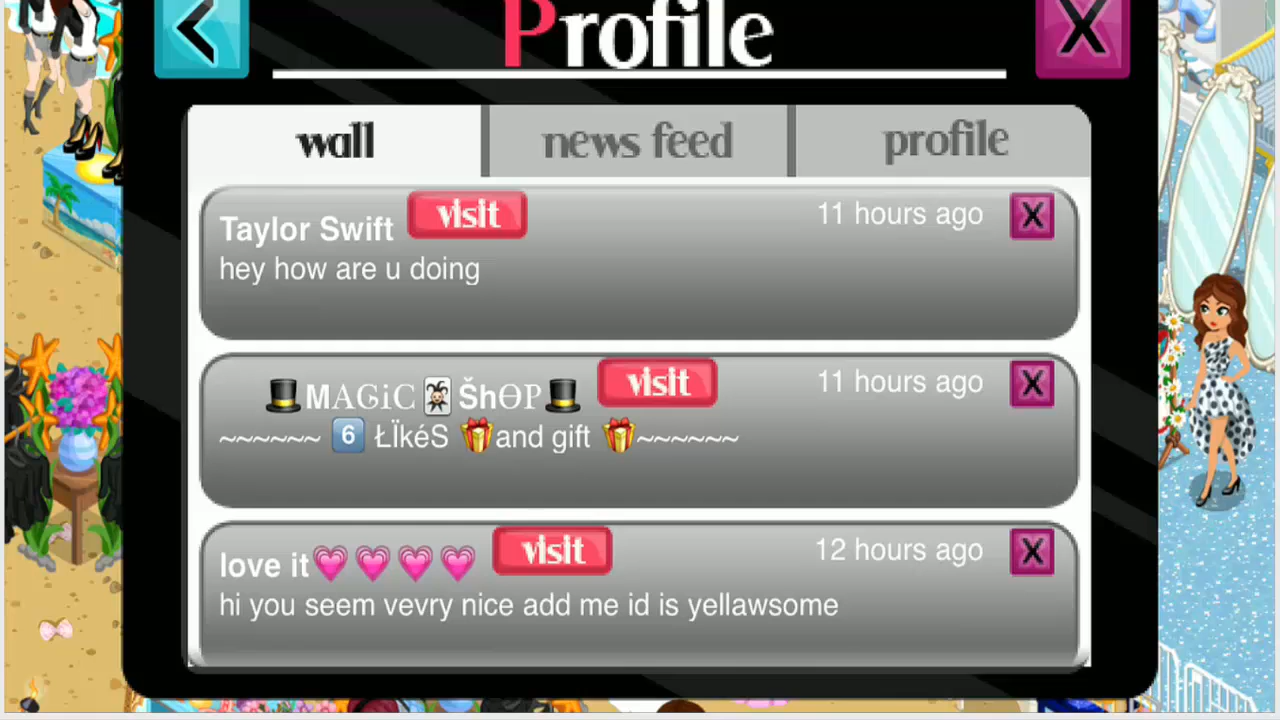 Profile
wall news feed profile
Taylor Swift visit 11 hours ago X
hey how are u doing
🎩MAGiC🃏ŠhӨP🎩 visit 11 hours ago X
~~~~~~ 6️⃣ ŁÏkéS 🎁and gift 🎁~~~~~~
love it💗💗💗💗 visit 12 hours ago X
hi you seem vevry nice add me id is yellawsome